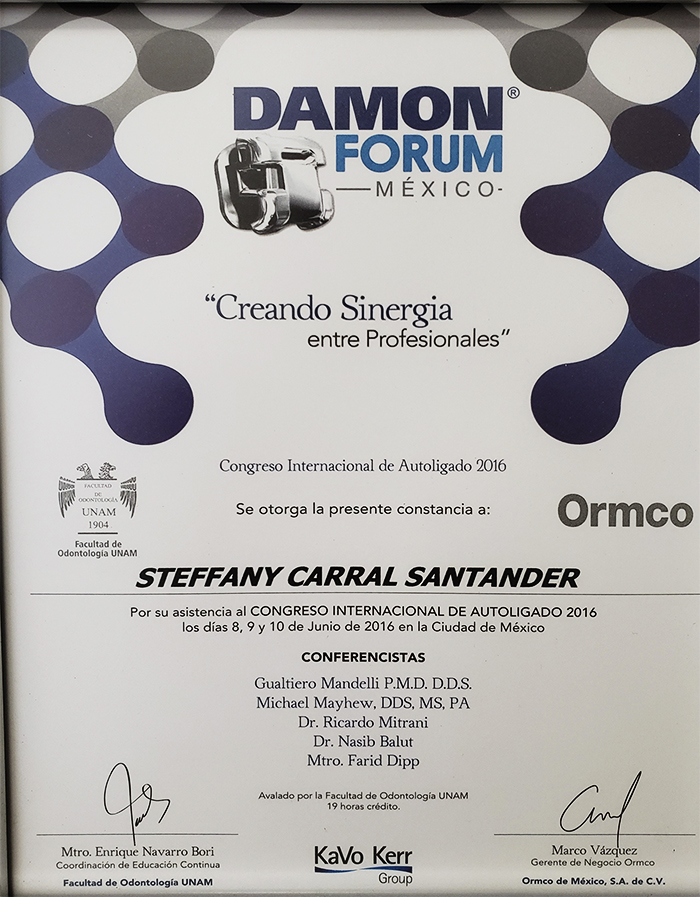 DAMON®
FORUM
MÉXICO
“Creando Sinergia
entre Profesionales”
Congreso Internacional de Autoligado 2016
FACULTAD
DE
ODONTOLOGÍA
UNAM
1904
Facultad de
Odontología UNAM
Se otorga la presente constancia a:
Ormco
STEFFANY CARRAL SANTANDER
Por su asistencia al CONGRESO INTERNACIONAL DE AUTOLIGADO 2016
los días 8, 9 y 10 de Junio de 2016 en la Ciudad de México
CONFERENCISTAS
Gualtiero Mandelli P.M.D. D.D.S.
Michael Mayhew, DDS, MS, PA
Dr. Ricardo Mitrani
Dr. Nasib Balut
Mtro. Farid Dipp
Avalado por la Facultad de Odontología UNAM
19 horas crédito.
Mtro. Enrique Navarro Bori
Coordinación de Educación Continua
Facultad de Odontología UNAM
KaVo Kerr
Group
Marco Vázquez
Gerente de Negocio Ormco
Ormco de México, S.A. de C.V.